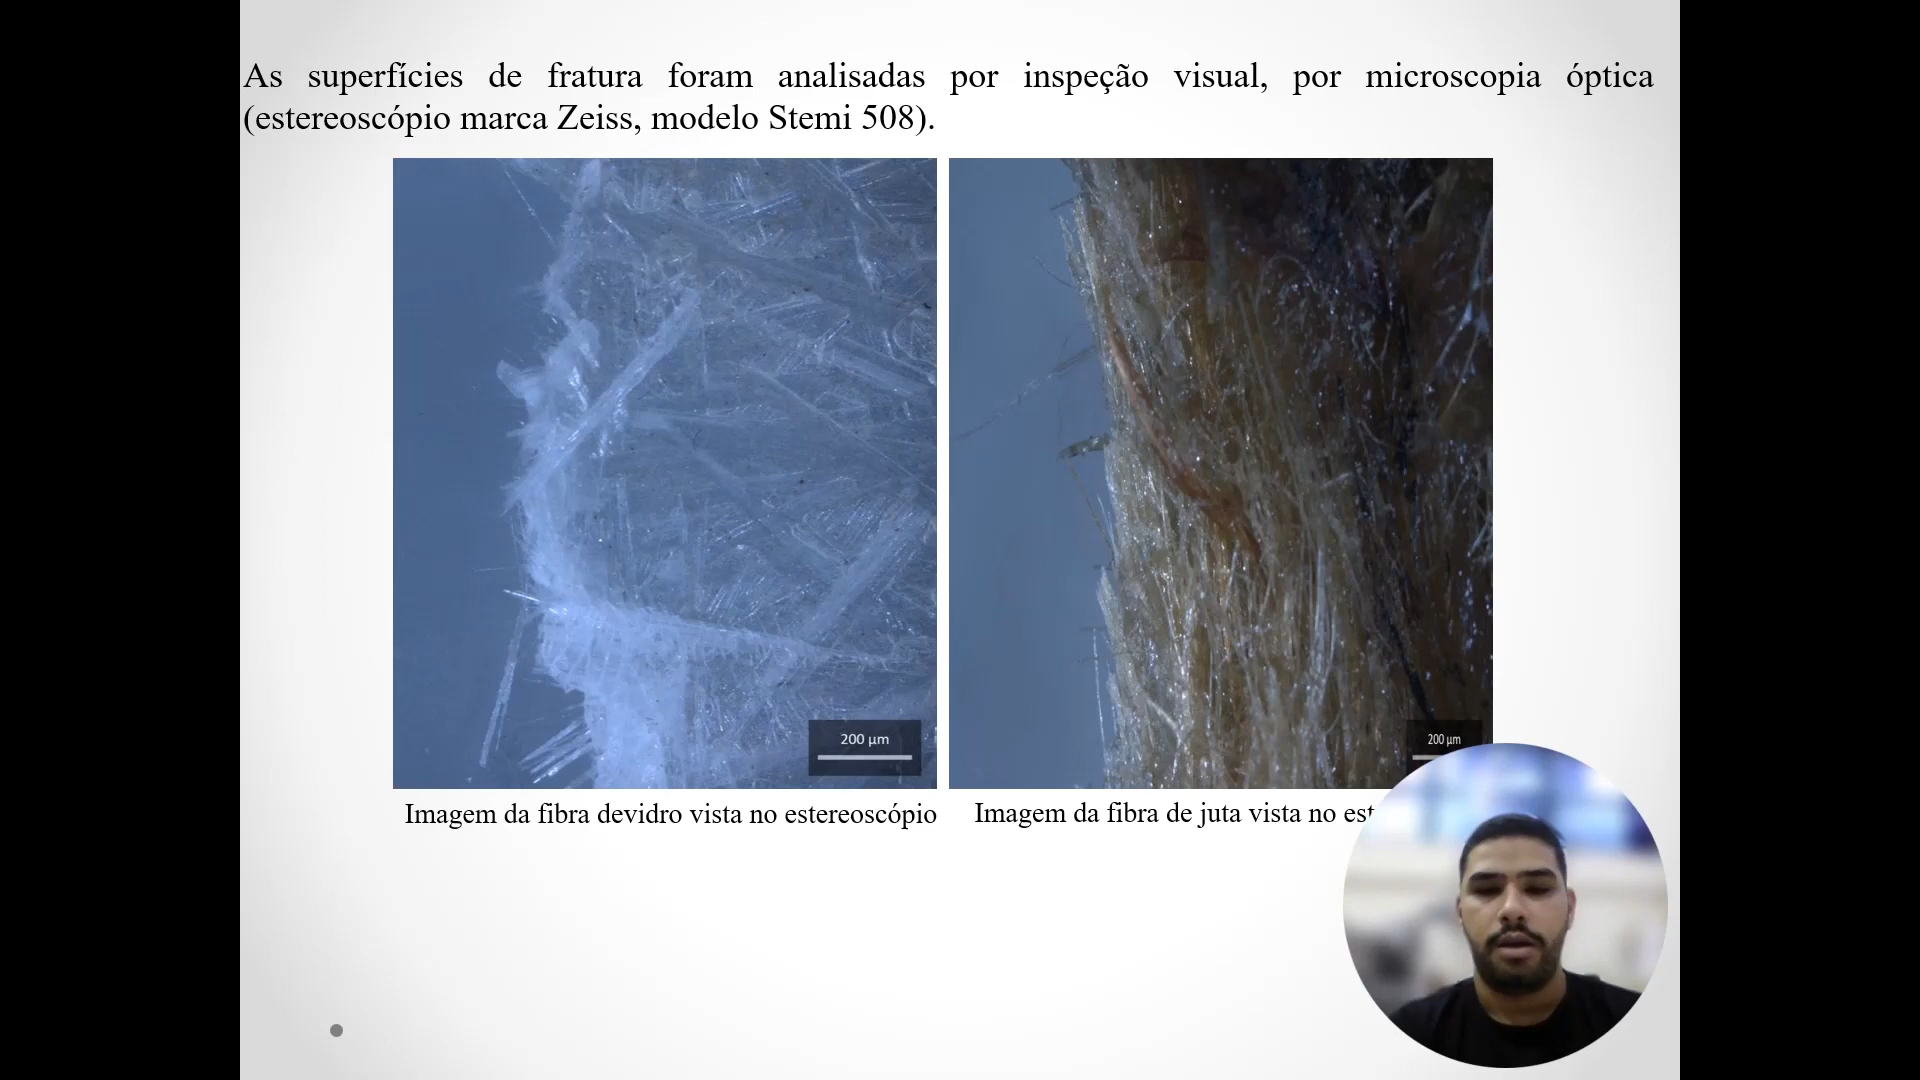 As superfícies de fratura foram analisadas por inspeção visual, por microscopia óptica
(estereoscópio marca Zeiss, modelo Stemi 508).
200 µm
200 µm
Imagem da fibra devidro vista no estereoscópio
Imagem da fibra de juta vista no